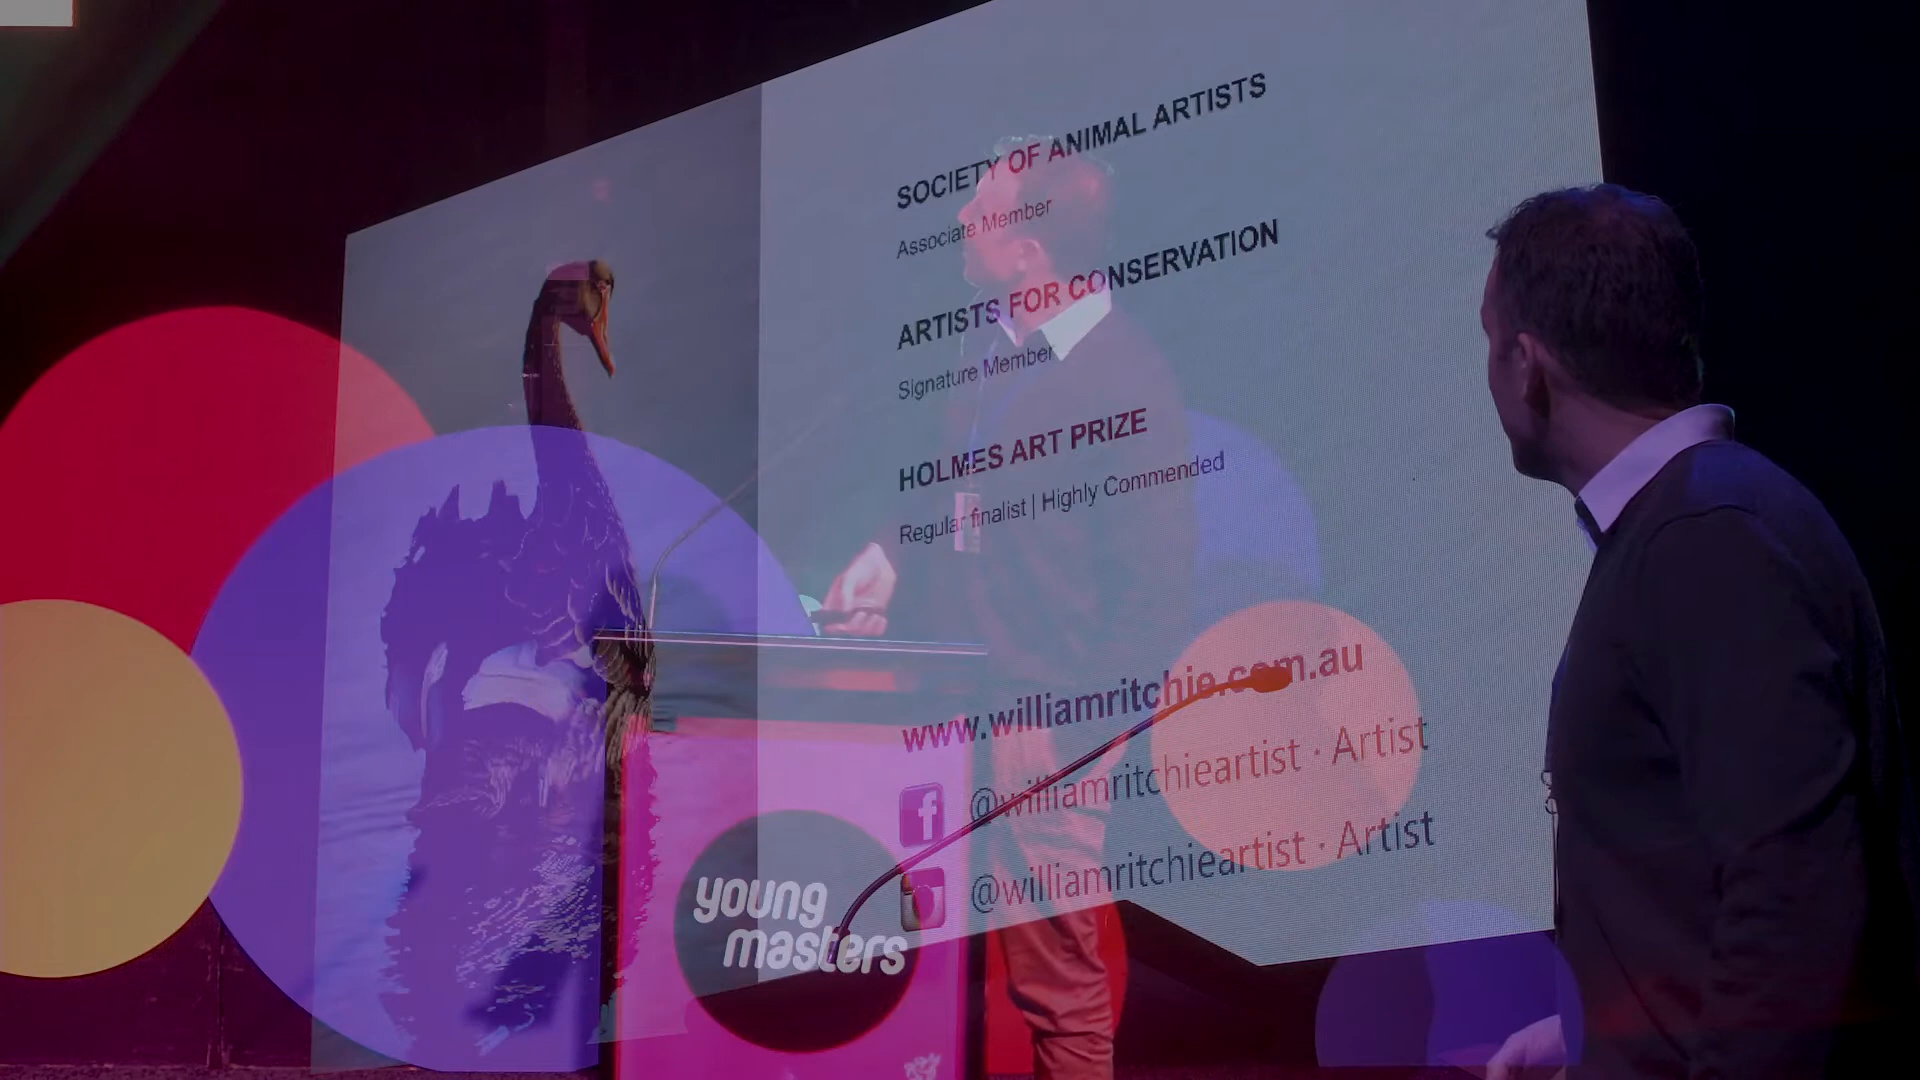 SOCIETY OF ANIMAL ARTISTS
Associate Member
ARTISTS FOR CONSERVATION
Signature Member
HOLMES ART PRIZE
Regular finalist | Highly Commended
www.williamritchie.com.au
@williamritchieartist · Artist
@williamritchieartist · Artist
young
masters